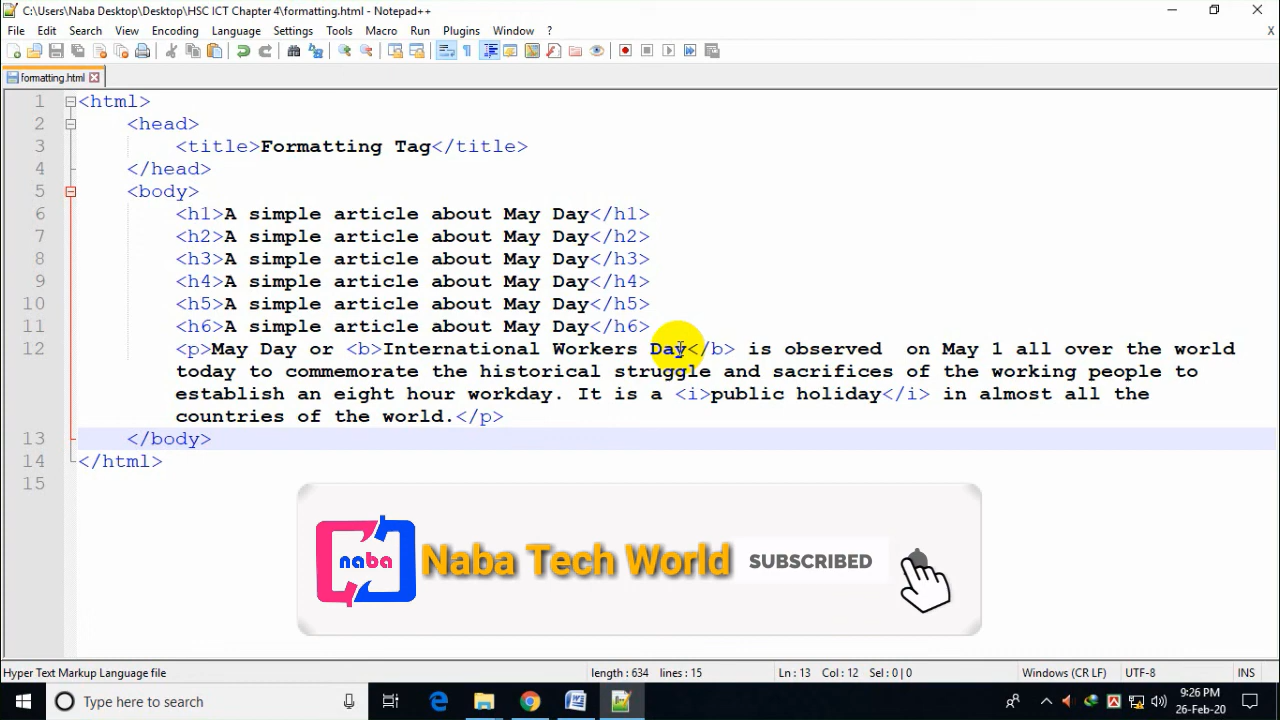 C:\Users\Naba Desktop\Desktop\HSC ICT Chapter 4\formatting.html - Notepad++
File Edit Search View Encoding Language Settings Tools Macro Run Plugins Window ? X
formatting.html
1 <html>
2 <head>
3 <title>Formatting Tag</title>
4 </head>
5 <body>
6 <h1>A simple article about May Day</h1>
7 <h2>A simple article about May Day</h2>
8 <h3>A simple article about May Day</h3>
9 <h4>A simple article about May Day</h4>
10 <h5>A simple article about May Day</h5>
11 <h6>A simple article about May Day</h6>
12 <p>May Day or <b>International Workers Day</b> is observed  on May 1 all over the world
today to commemorate the historical struggle and sacrifices of the working people to
establish an eight hour workday. It is a <i>public holiday</i> in almost all the
countries of the world.</p>
13 </body>
14 </html>
15
naba Naba Tech World SUBSCRIBED
Hyper Text Markup Language file length : 634 lines : 15 Ln : 13 Col : 12 Sel : 0 | 0 Windows (CR LF) UTF-8 INS
Type here to search
9:26 PM
26-Feb-20